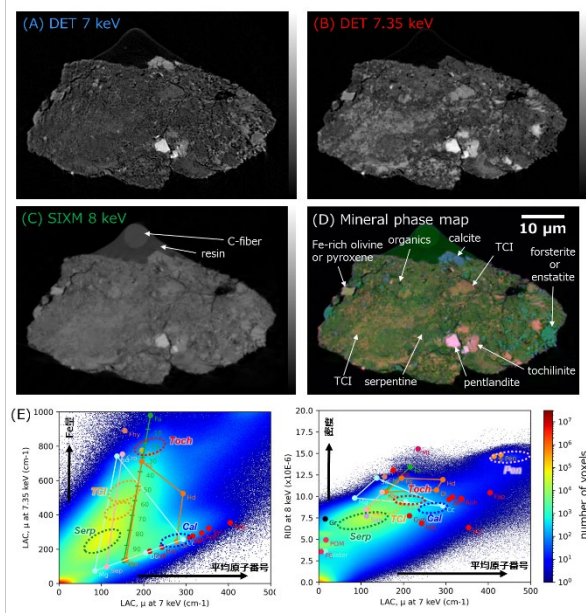 (A) DET 7 keV
(B) DET 7.35 keV
(C) SIXM 8 keV
C-fiber
resin
(D) Mineral phase map
10 μm
Fe-rich olivine
or pyroxene
organics
calcite
TCI
forsterite
or
enstatite
TCI
serpentine
pentlandite
tochilinite
(E)
1000
800
600
400
200
0
LAC, μ at 7.35 keV (cm-1)
Toch
TCI
Serp
Cal
平均原子番号
0
100
200
300
400
500
LAC, μ at 7 keV (cm-1)
20.0
17.5
15.0
12.5
10.0
7.5
5.0
2.5
0.0
RID at 8 keV (x10E-6)
密度
Pen
Toch
TCI
Cal
Serp
平均原子番号
0
100
200
300
400
500
LAC, μ at 7 keV (cm-1)
10⁷
10⁶
10⁵
10⁴
10³
10²
10¹
10⁰
number of voxels